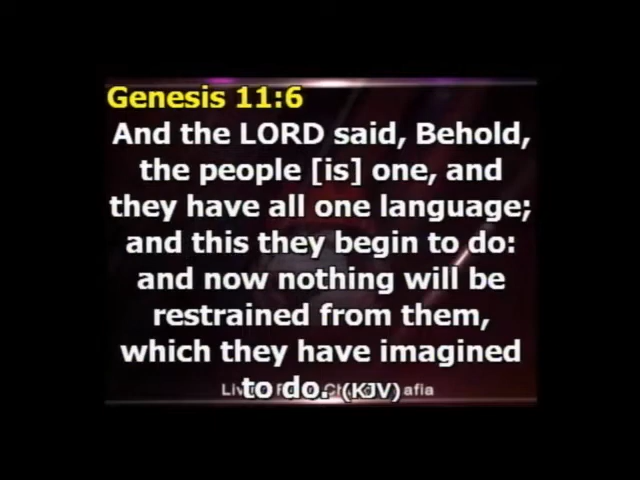 Genesis 11:6
And the LORD said, Behold,
the people [is] one, and
they have all one language;
and this they begin to do:
and now nothing will be
restrained from them,
which they have imagined
to do. (KJV)